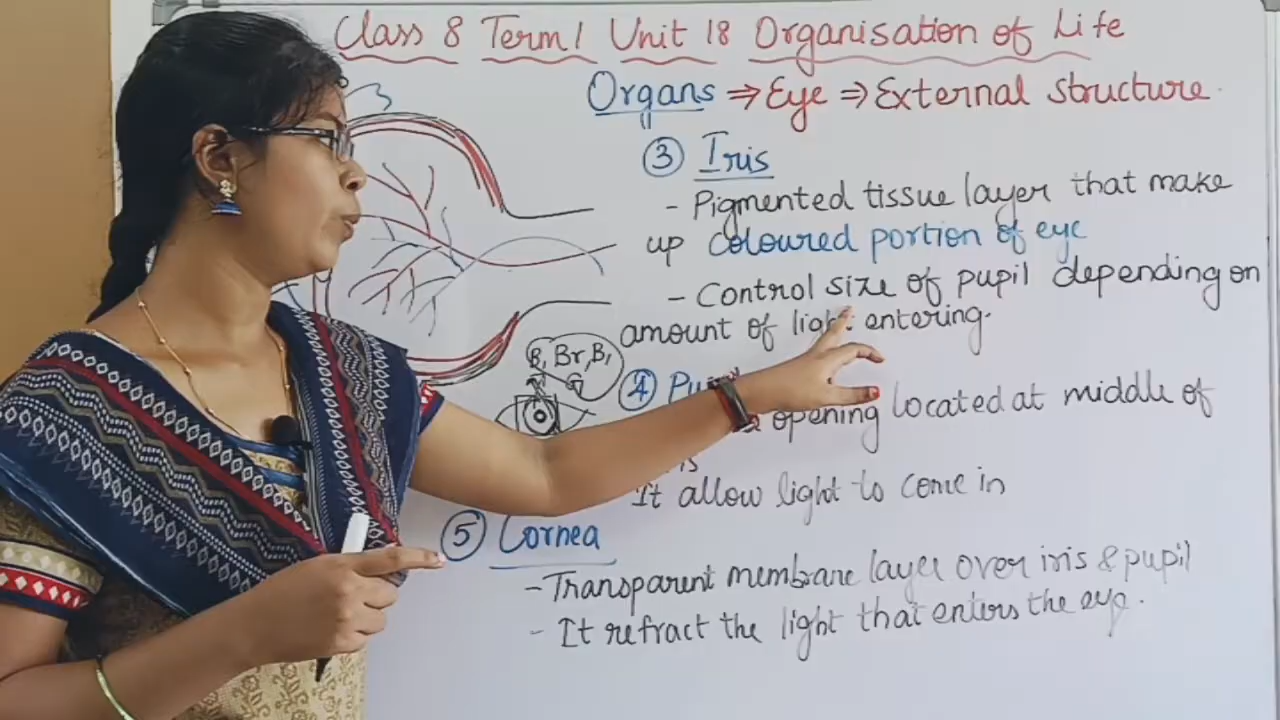 Class 8 Term 1 Unit 18 Organisation of Life
Organs ⇒ Eye ⇒ External structure.
③ Iris
- Pigmented tissue layer that make
up coloured portion of eye
- Control size of pupil depending on
amount of light entering.
B, Br, B,
④
opening located at middle of
It allow light to come in
⑤ Cornea
- Transparent membrane layer over iris & pupil
- It refract the light that enters the eye.